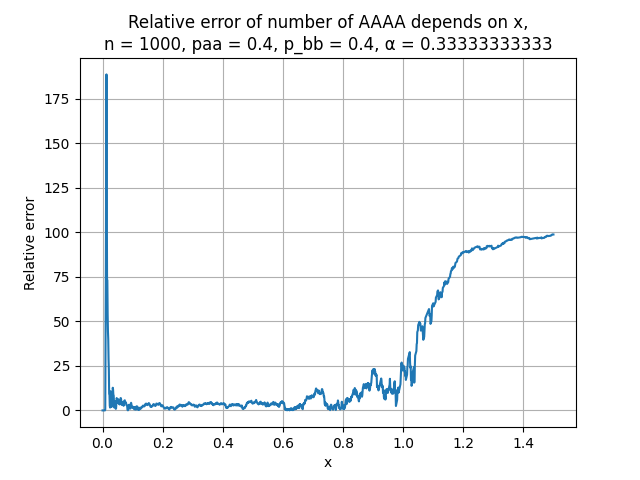 Relative error of number of AAAA depends on x,
n = 1000, paa = 0.4, p_bb = 0.4, α = 0.33333333333
175
150
125
100
75
50
25
0
Relative error
0.0 0.2 0.4 0.6 0.8 1.0 1.2 1.4
x